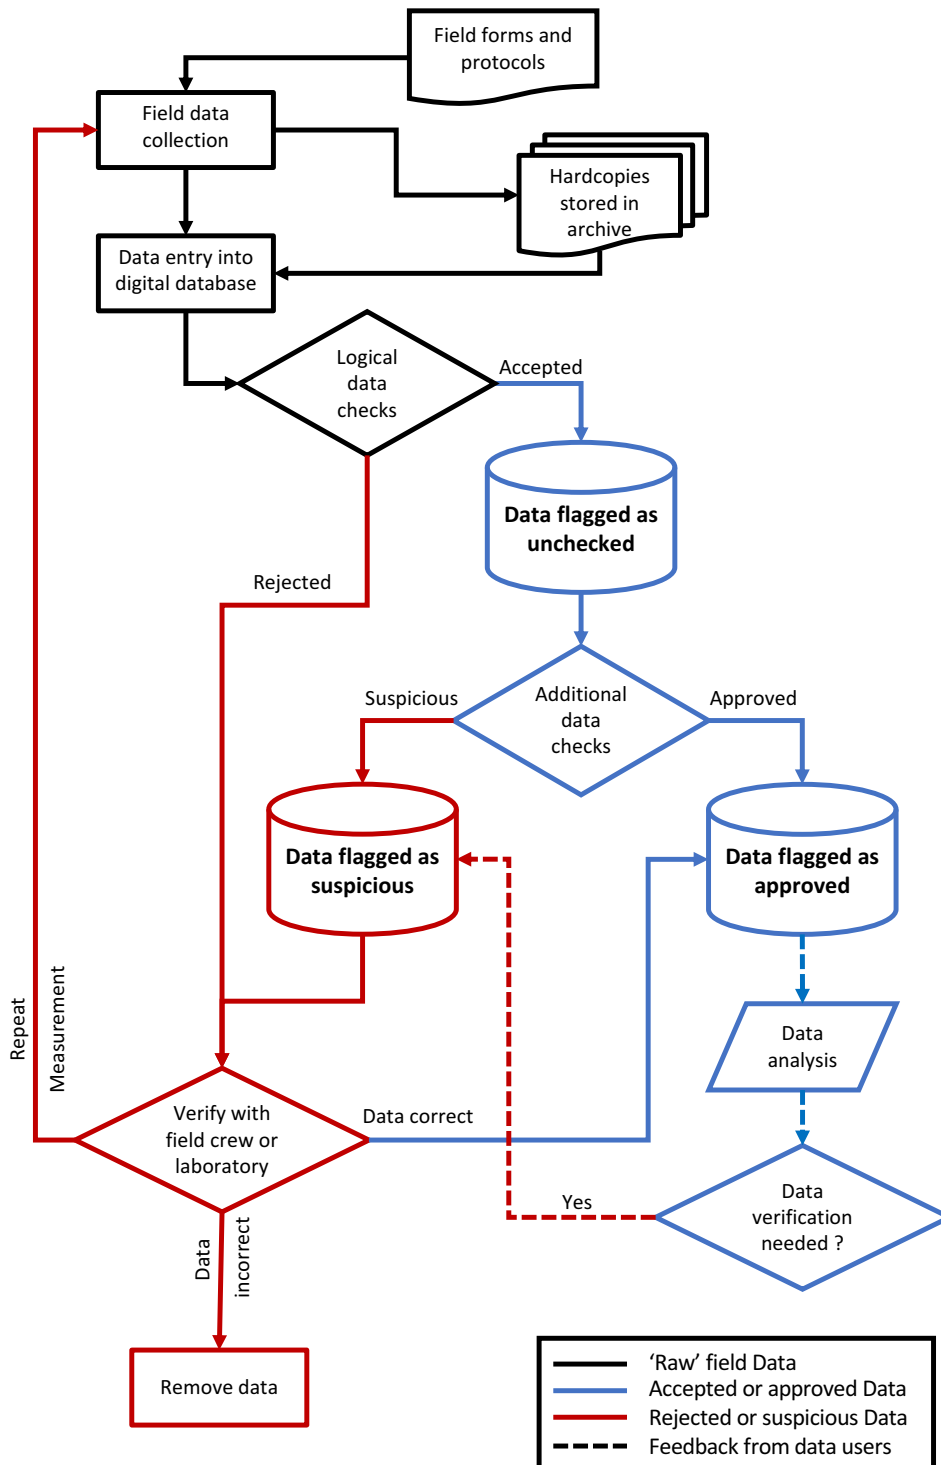 Field forms and
protocols
Field data
collection
Hardcopies
stored in
archive
Data entry into
digital database
Logical
data
checks
Accepted
Data flagged as
unchecked
Rejected
Suspicious
Additional
data
checks
Approved
Data flagged as
suspicious
Data flagged as
approved
Repeat
Measurement
Data
analysis
Verify with
field crew or
laboratory
Data correct
Yes
Data
verification
needed ?
Data
incorrect
Remove data
‘Raw’ field Data
Accepted or approved Data
Rejected or suspicious Data
Feedback from data users